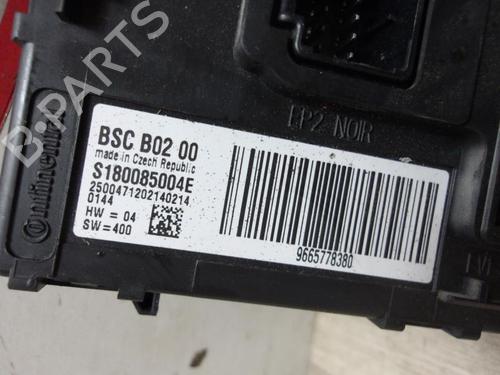 EP2 NOIR
BSC B02 00
made in Czech Republic
S180085004E
2500471202140214
0144
HW = 04
SW=400
9665778380
Continental
B-PARTS